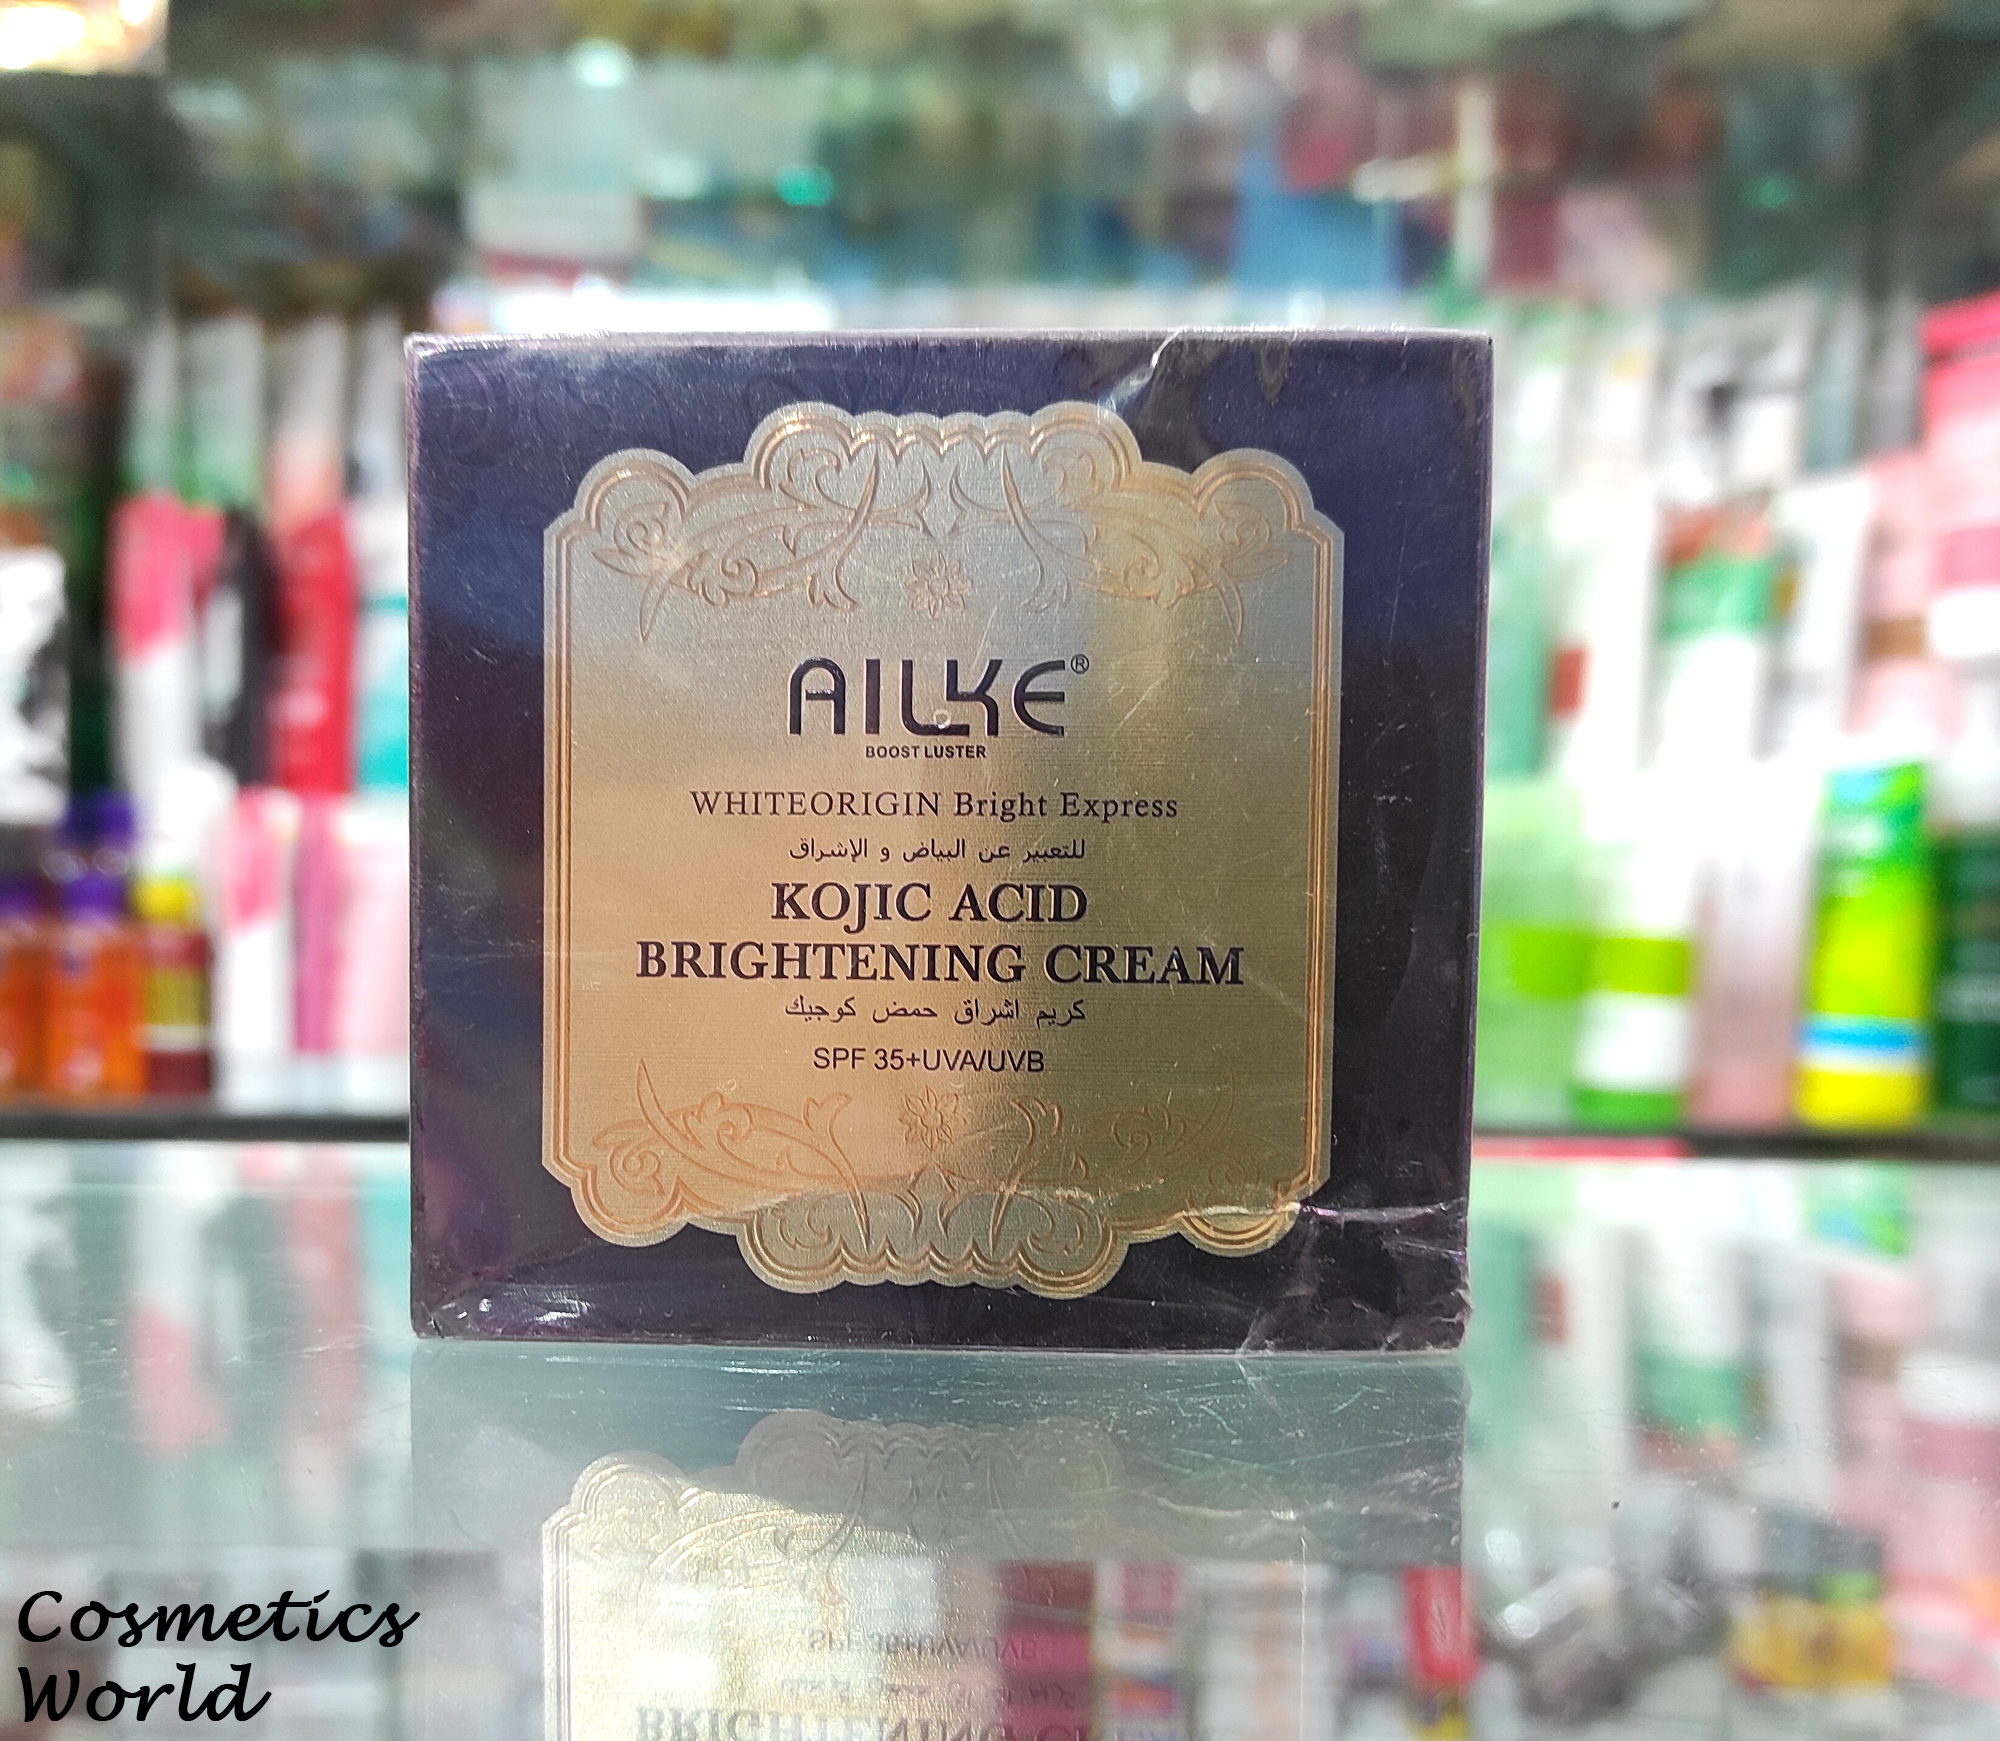 AILKE®
BOOST LUSTER
WHITEORIGIN Bright Express
للتعبير عن البياض و الإشراق
KOJIC ACID
BRIGHTENING CREAM
كريم اشراق حمض كوجيك
SPF 35+UVA/UVB
Cosmetics
World